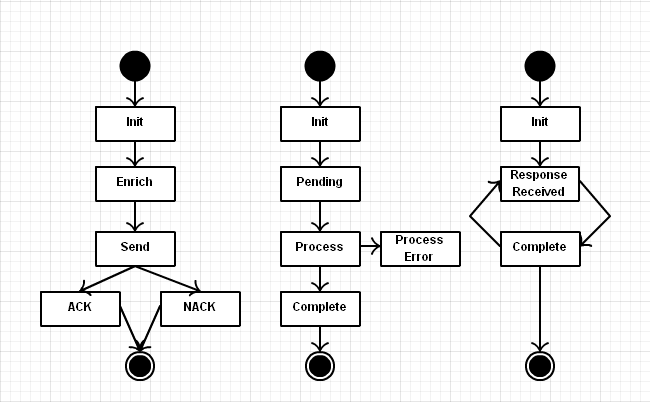 Init
Enrich
Send
ACK
NACK
Init
Pending
Process
Process
Error
Complete
Init
Response
Received
Complete